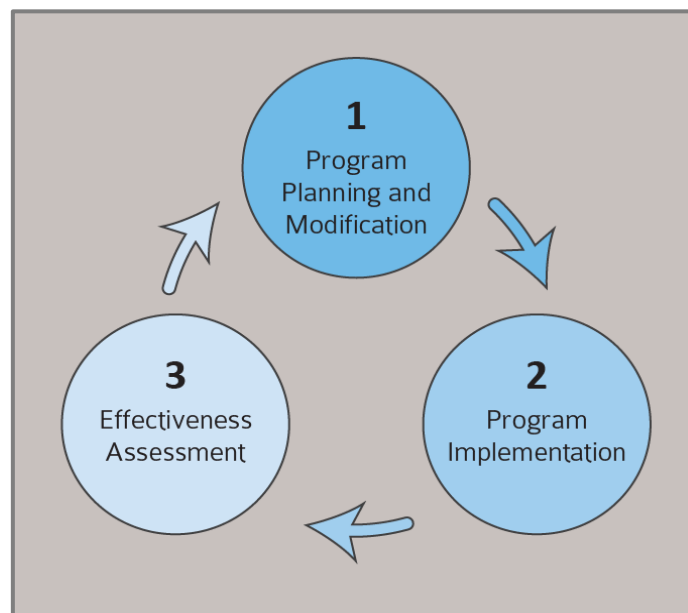 1
Program
Planning and
Modification
2
Program
Implementation
3
Effectiveness
Assessment